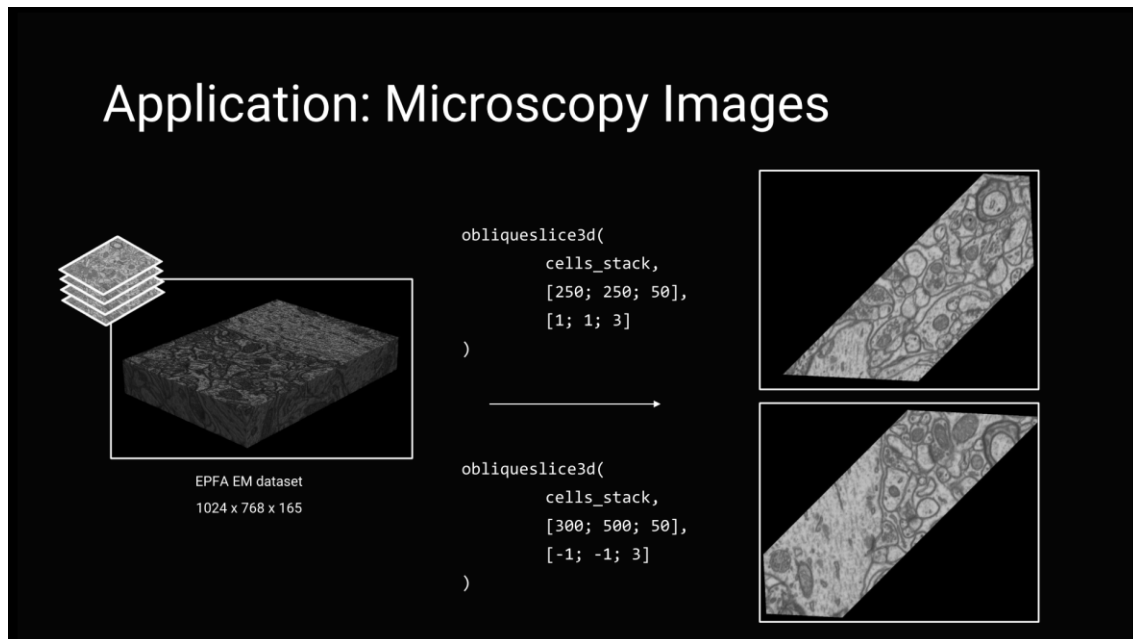 Application: Microscopy Images
obliqueslice3d(
cells_stack,
[250; 250; 50],
[1; 1; 3]
)
EPFA EM dataset
1024 x 768 x 165
obliqueslice3d(
cells_stack,
[300; 500; 50],
[-1; -1; 3]
)